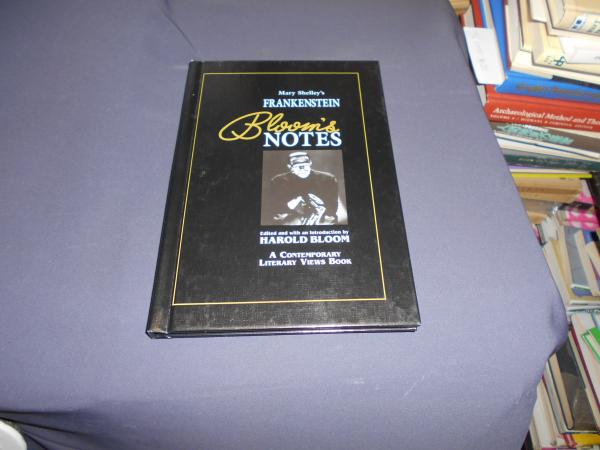 Mary Shelley's
FRANKENSTEIN
Bloom's
NOTES
Edited and with an Introduction by
HAROLD BLOOM
A CONTEMPORARY
LITERARY VIEWS BOOK
Archaeological Method and The